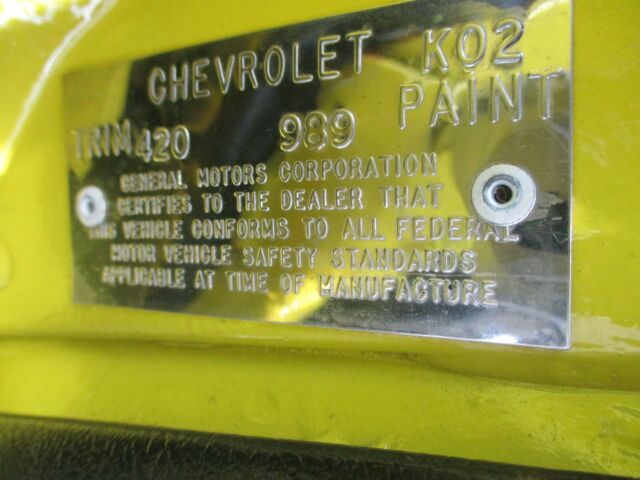 CHEVROLET K02
TRIM 420 989 PAINT
GENERAL MOTORS CORPORATION
CERTIFIES TO THE DEALER THAT
THIS VEHICLE CONFORMS TO ALL FEDERAL
MOTOR VEHICLE SAFETY STANDARDS
APPLICABLE AT TIME OF MANUFACTURE